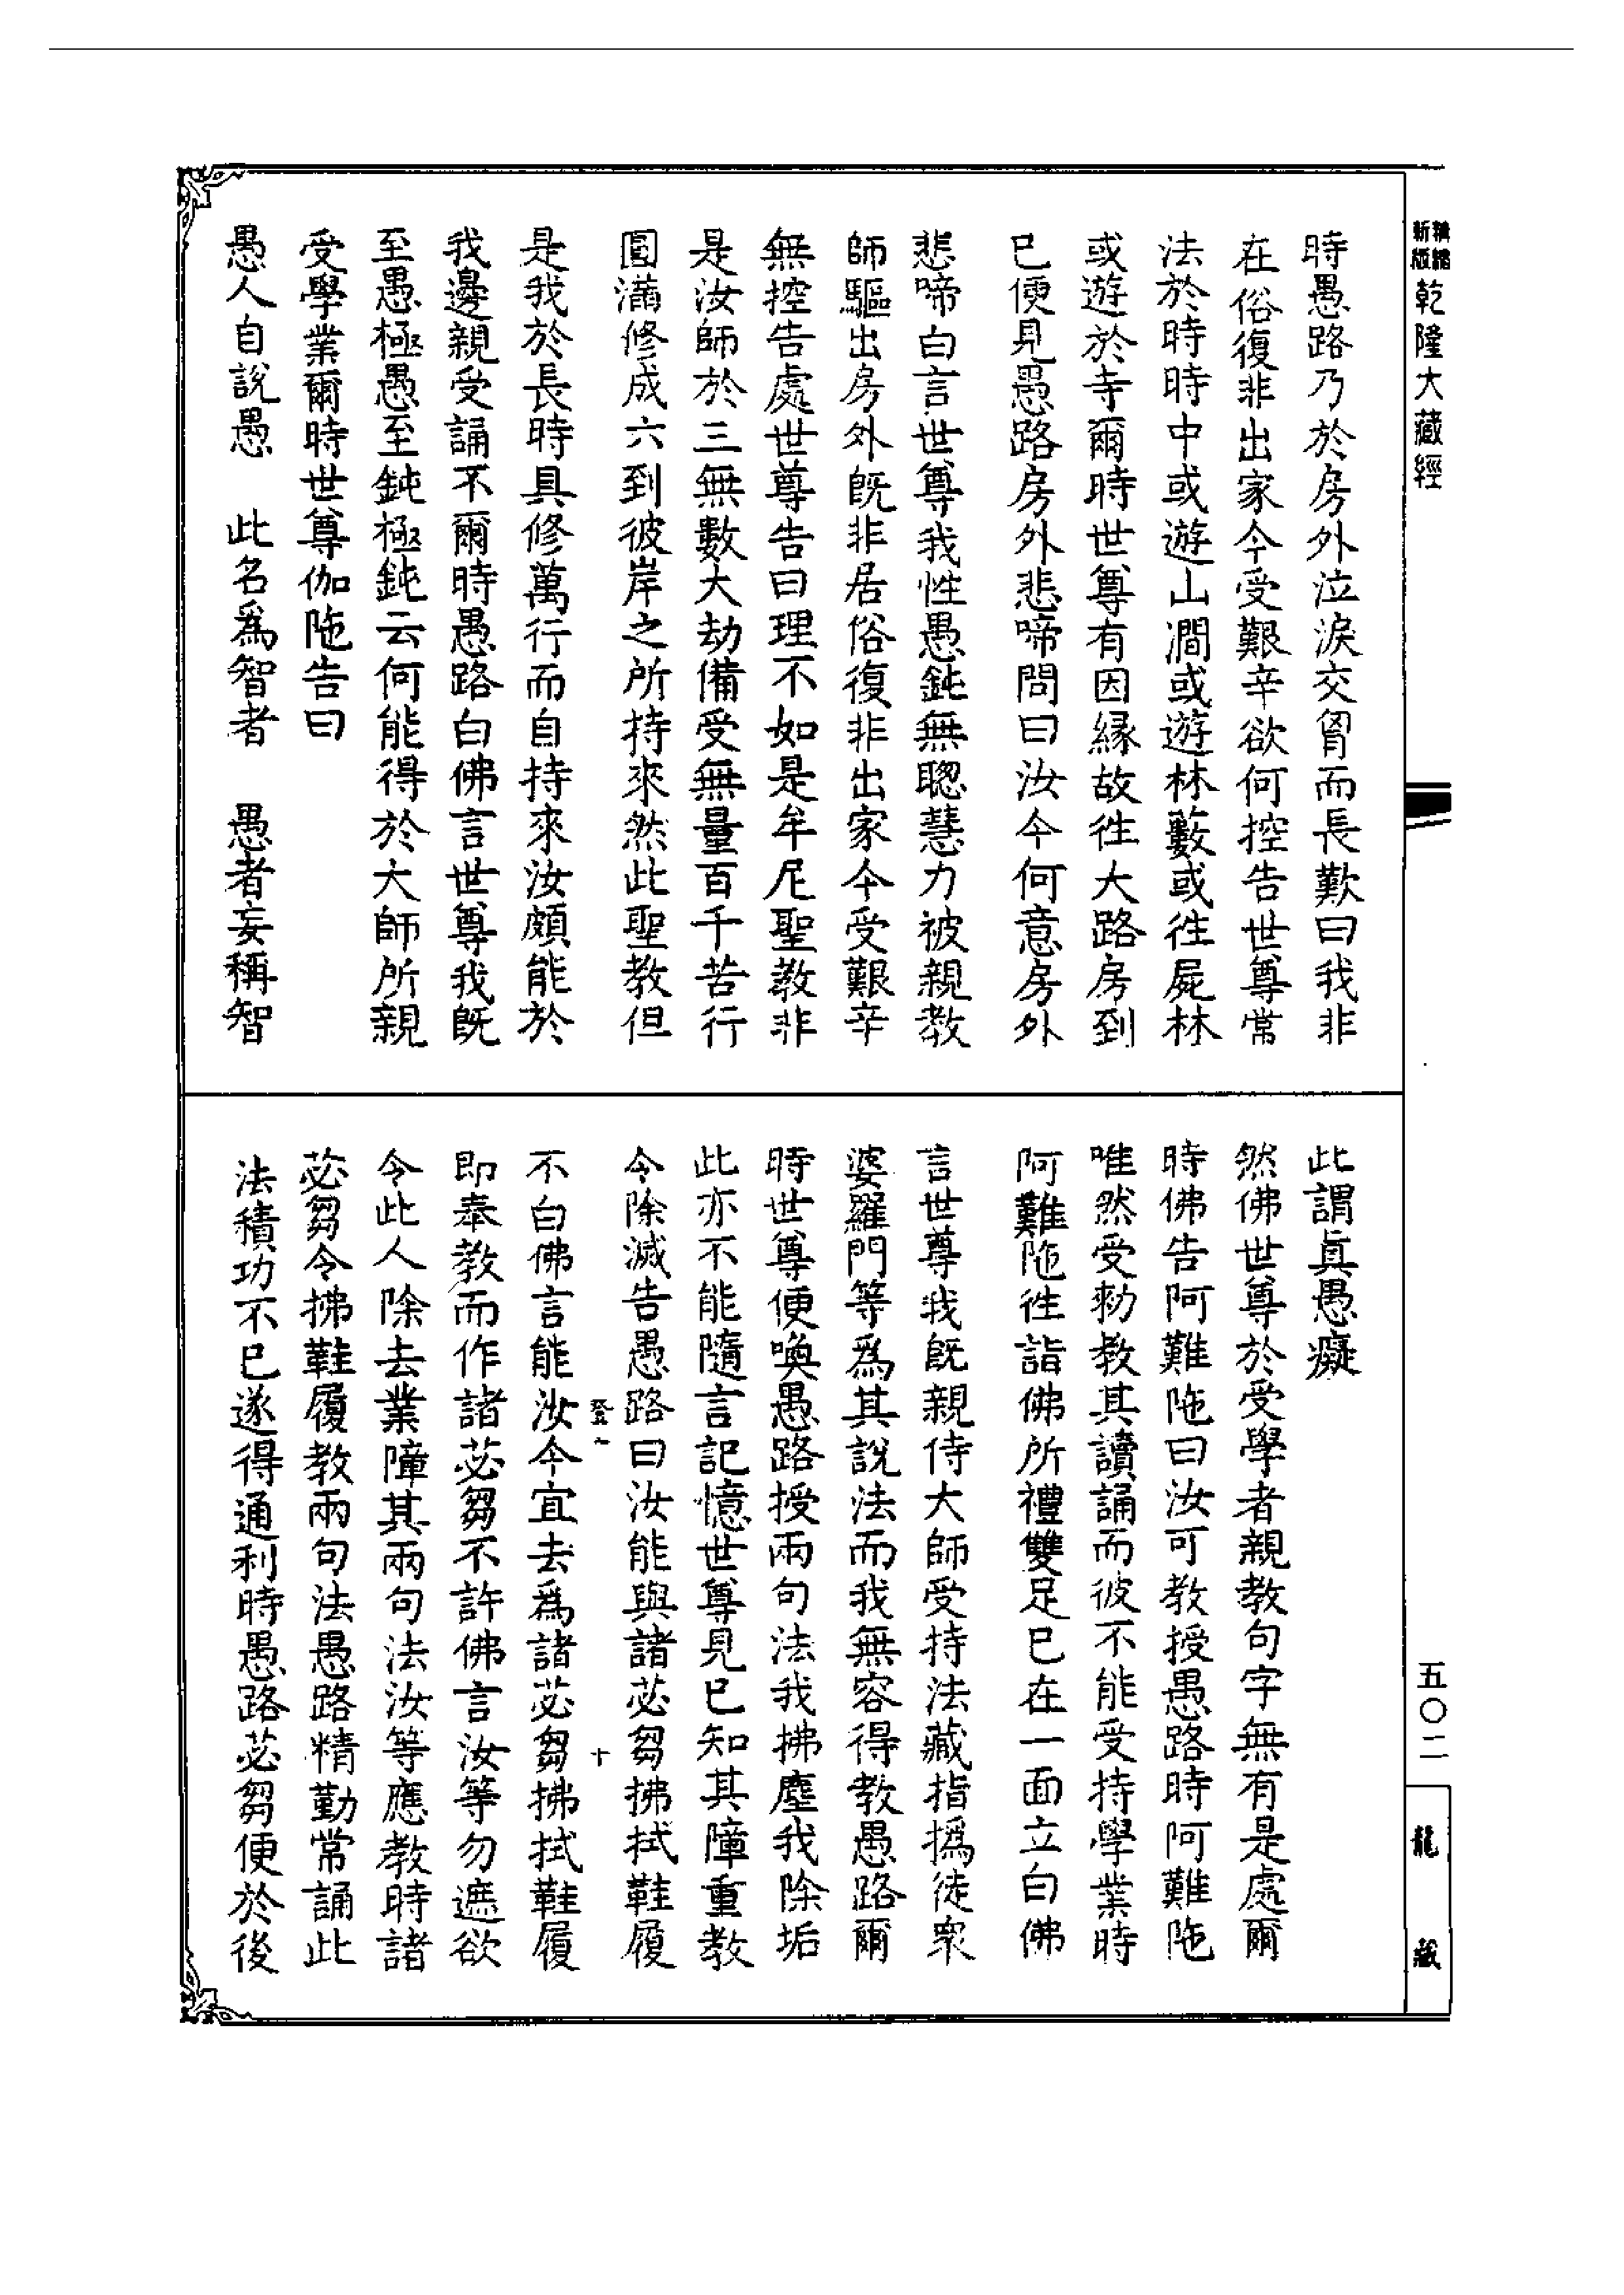 新版精縮乾隆大藏經
時愚路乃於房外泣淚交胷而長歎曰我非
在俗復非出家今受艱辛欲何控告世尊常
法於時時中或遊山澗或遊林藪或徃屍林
或遊於寺爾時世尊有因緣故徃大路房到
已便見愚路房外悲啼問曰汝今何意房外
悲啼白言世尊我性愚鈍無聰慧力被親教
師驅出房外既非居俗復非出家今受艱辛
無控告處世尊告曰理不如是牟尼聖教非
是汝師於三無數大劫備受無量百千苦行
圓滿修成六到彼岸之所持來然此聖教但
是我於長時具修萬行而自持來汝頗能於
我邊親受誦不爾時愚路白佛言世尊我既
至愚極愚至鈍極鈍云何能得於大師所親
受學業爾時世尊伽陁告曰
愚人自說愚 此名為智者 愚者妄稱智
此謂眞愚癡
然佛世尊於受學者親教句字無有是處爾
時佛告阿難陁曰汝可教授愚路時阿難陁
唯然受勑教其讀誦而彼不能受持學業時
阿難陁徃詣佛所禮雙足已在一面立白佛
言世尊我既親侍大師受持法藏指撝徒衆
婆羅門等為其說法而我無容得教愚路爾
時世尊便喚愚路授兩句法我拂塵我除垢
此亦不能隨言記憶世尊見已知其障重教
令除滅告愚路曰汝能與諸苾芻拂拭鞋履
不白佛言能汝今宜去為諸苾芻拂拭鞋履
即奉教而作諸苾芻不許佛言汝等勿遮欲
令此人除去業障其兩句法汝等應教時諸
苾芻令拂鞋履教兩句法愚路精勤常誦此
法積功不已遂得通利時愚路苾芻便於後
十
五〇二
龍藏